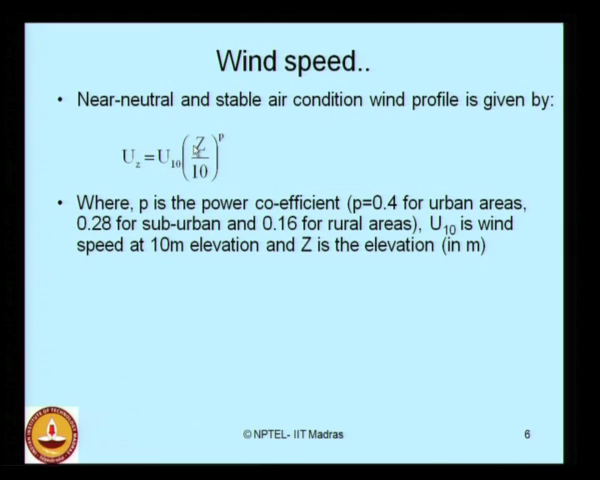 Wind speed..
• Near-neutral and stable air condition wind profile is given by:
U_z = U_10 (Z/10)^p
• Where, p is the power co-efficient (p=0.4 for urban areas,
0.28 for sub-urban and 0.16 for rural areas), U_10 is wind
speed at 10m elevation and Z is the elevation (in m)
© NPTEL- IIT Madras
6